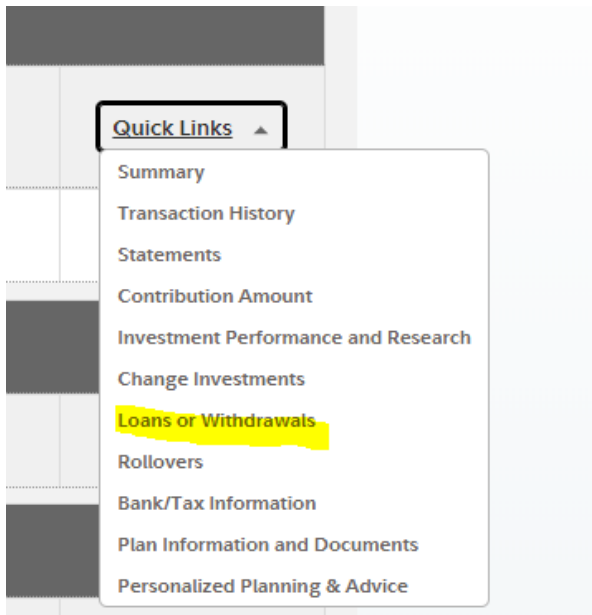 Quick Links
Summary
Transaction History
Statements
Contribution Amount
Investment Performance and Research
Change Investments
Loans or Withdrawals
Rollovers
Bank/Tax Information
Plan Information and Documents
Personalized Planning & Advice